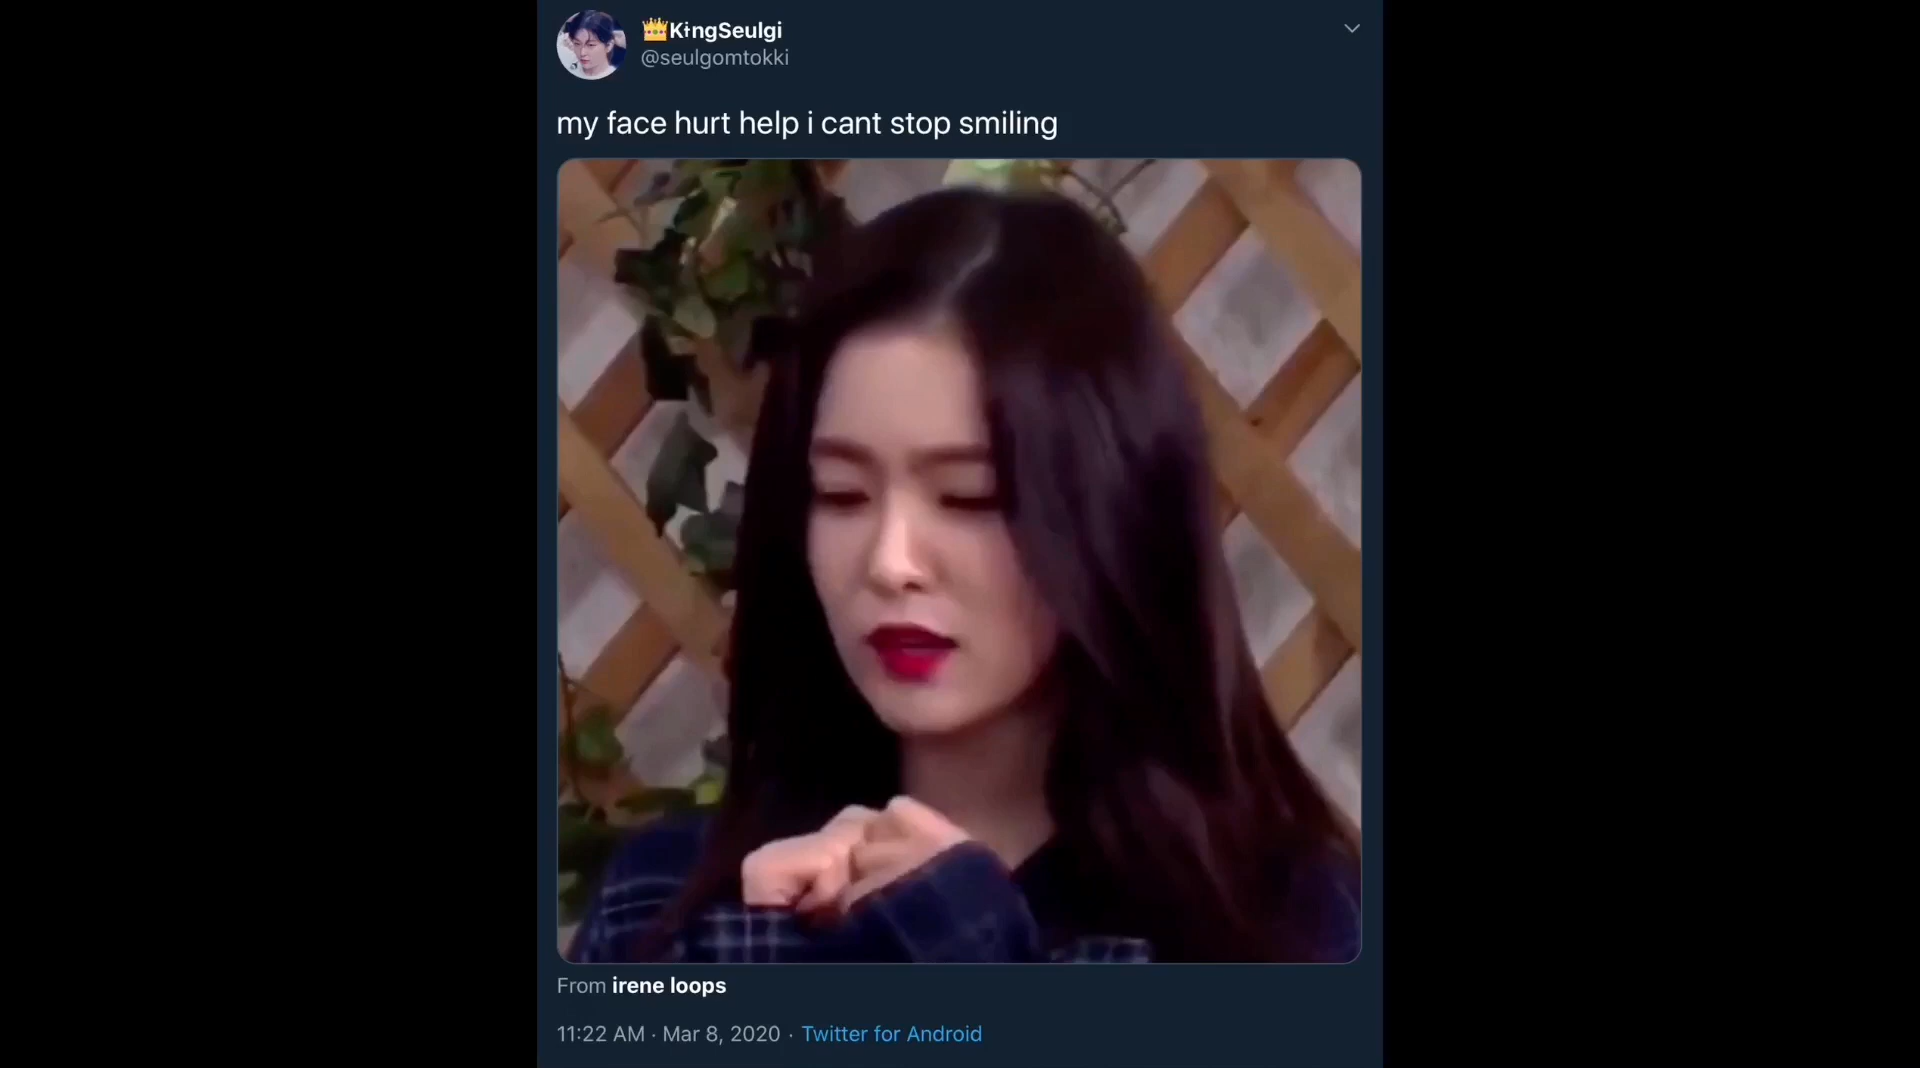 👑KingSeulgi
@seulgomtokki
my face hurt help i cant stop smiling
From irene loops
11:22 AM · Mar 8, 2020 · Twitter for Android